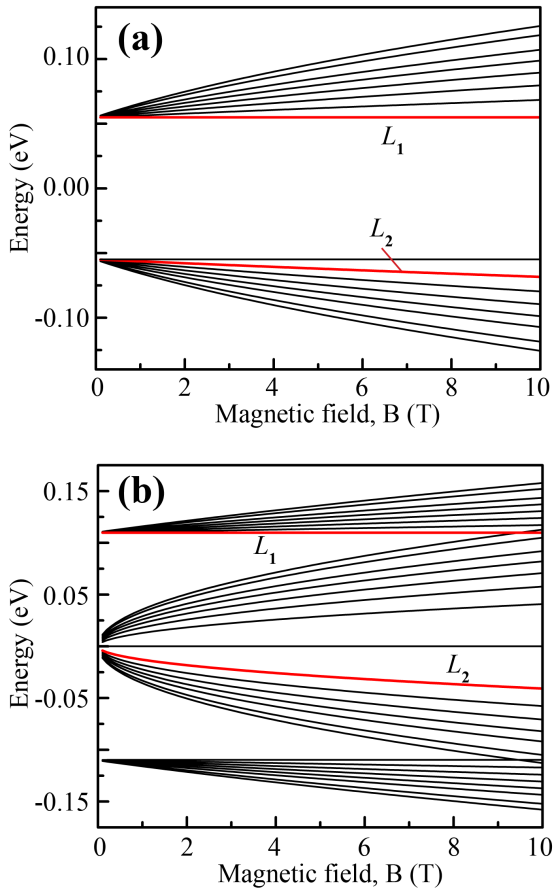 (a)
0.10
L1
0.00
Energy (eV)
L2
-0.10
0 2 4 6 8 10
Magnetic field, B (T)
(b)
0.15
L1
0.05
Energy (eV)
L2
-0.05
-0.15
0 2 4 6 8 10
Magnetic field, B (T)